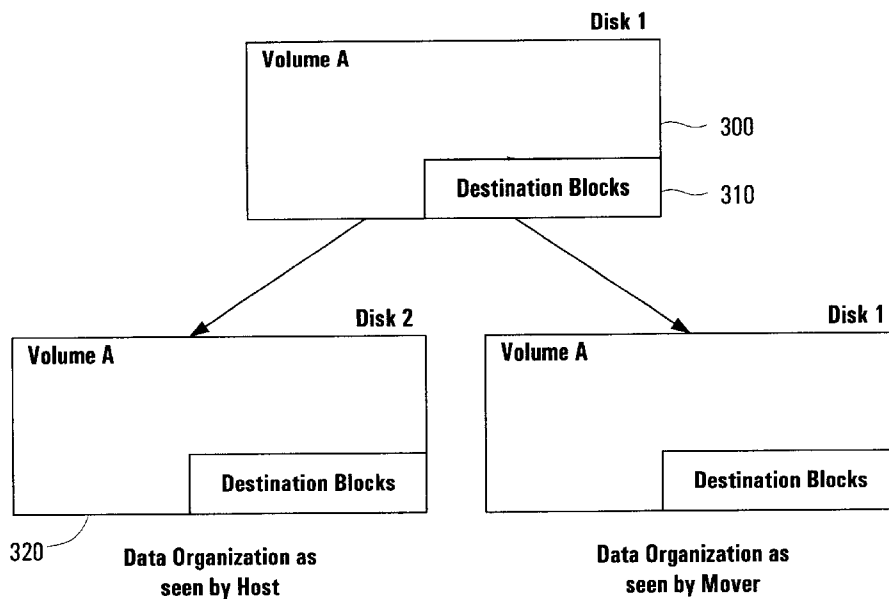 Disk 1
Volume A
300
Destination Blocks
310
Disk 2
Volume A
Destination Blocks
320
Data Organization as
seen by Host
Disk 1
Volume A
Destination Blocks
Data Organization as
seen by Mover